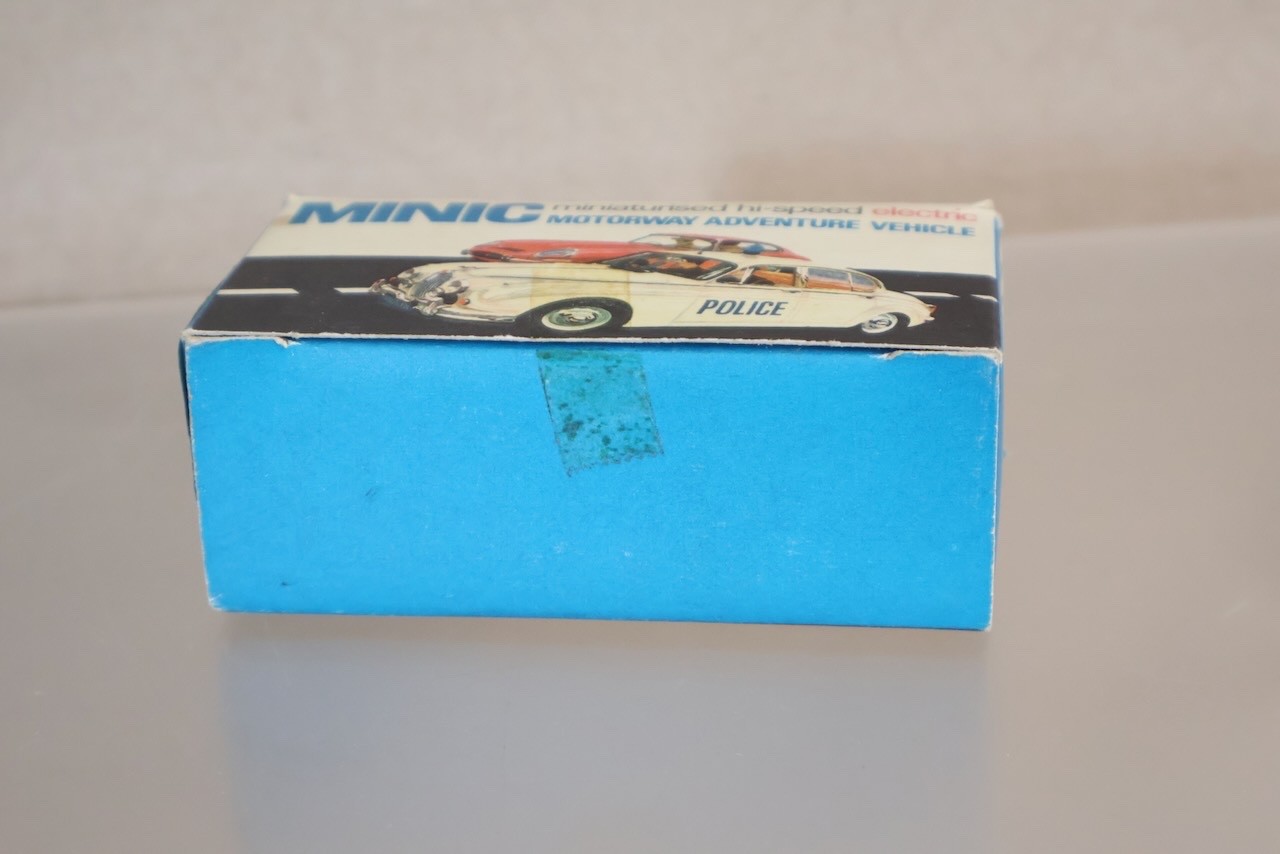 MINIC miniaturised hi-speed electric
MOTORWAY ADVENTURE VEHICLE
POLICE